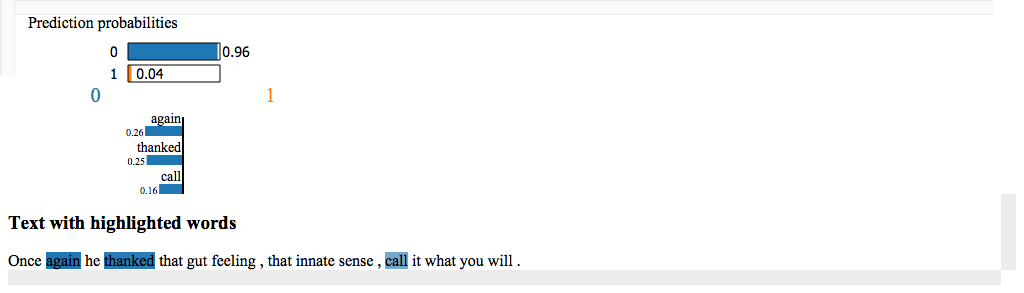 Prediction probabilities
0 0.96
1 0.04
0 1
again
0.26
thanked
0.25
call
0.16
Text with highlighted words
Once again he thanked that gut feeling , that innate sense , call it what you will .